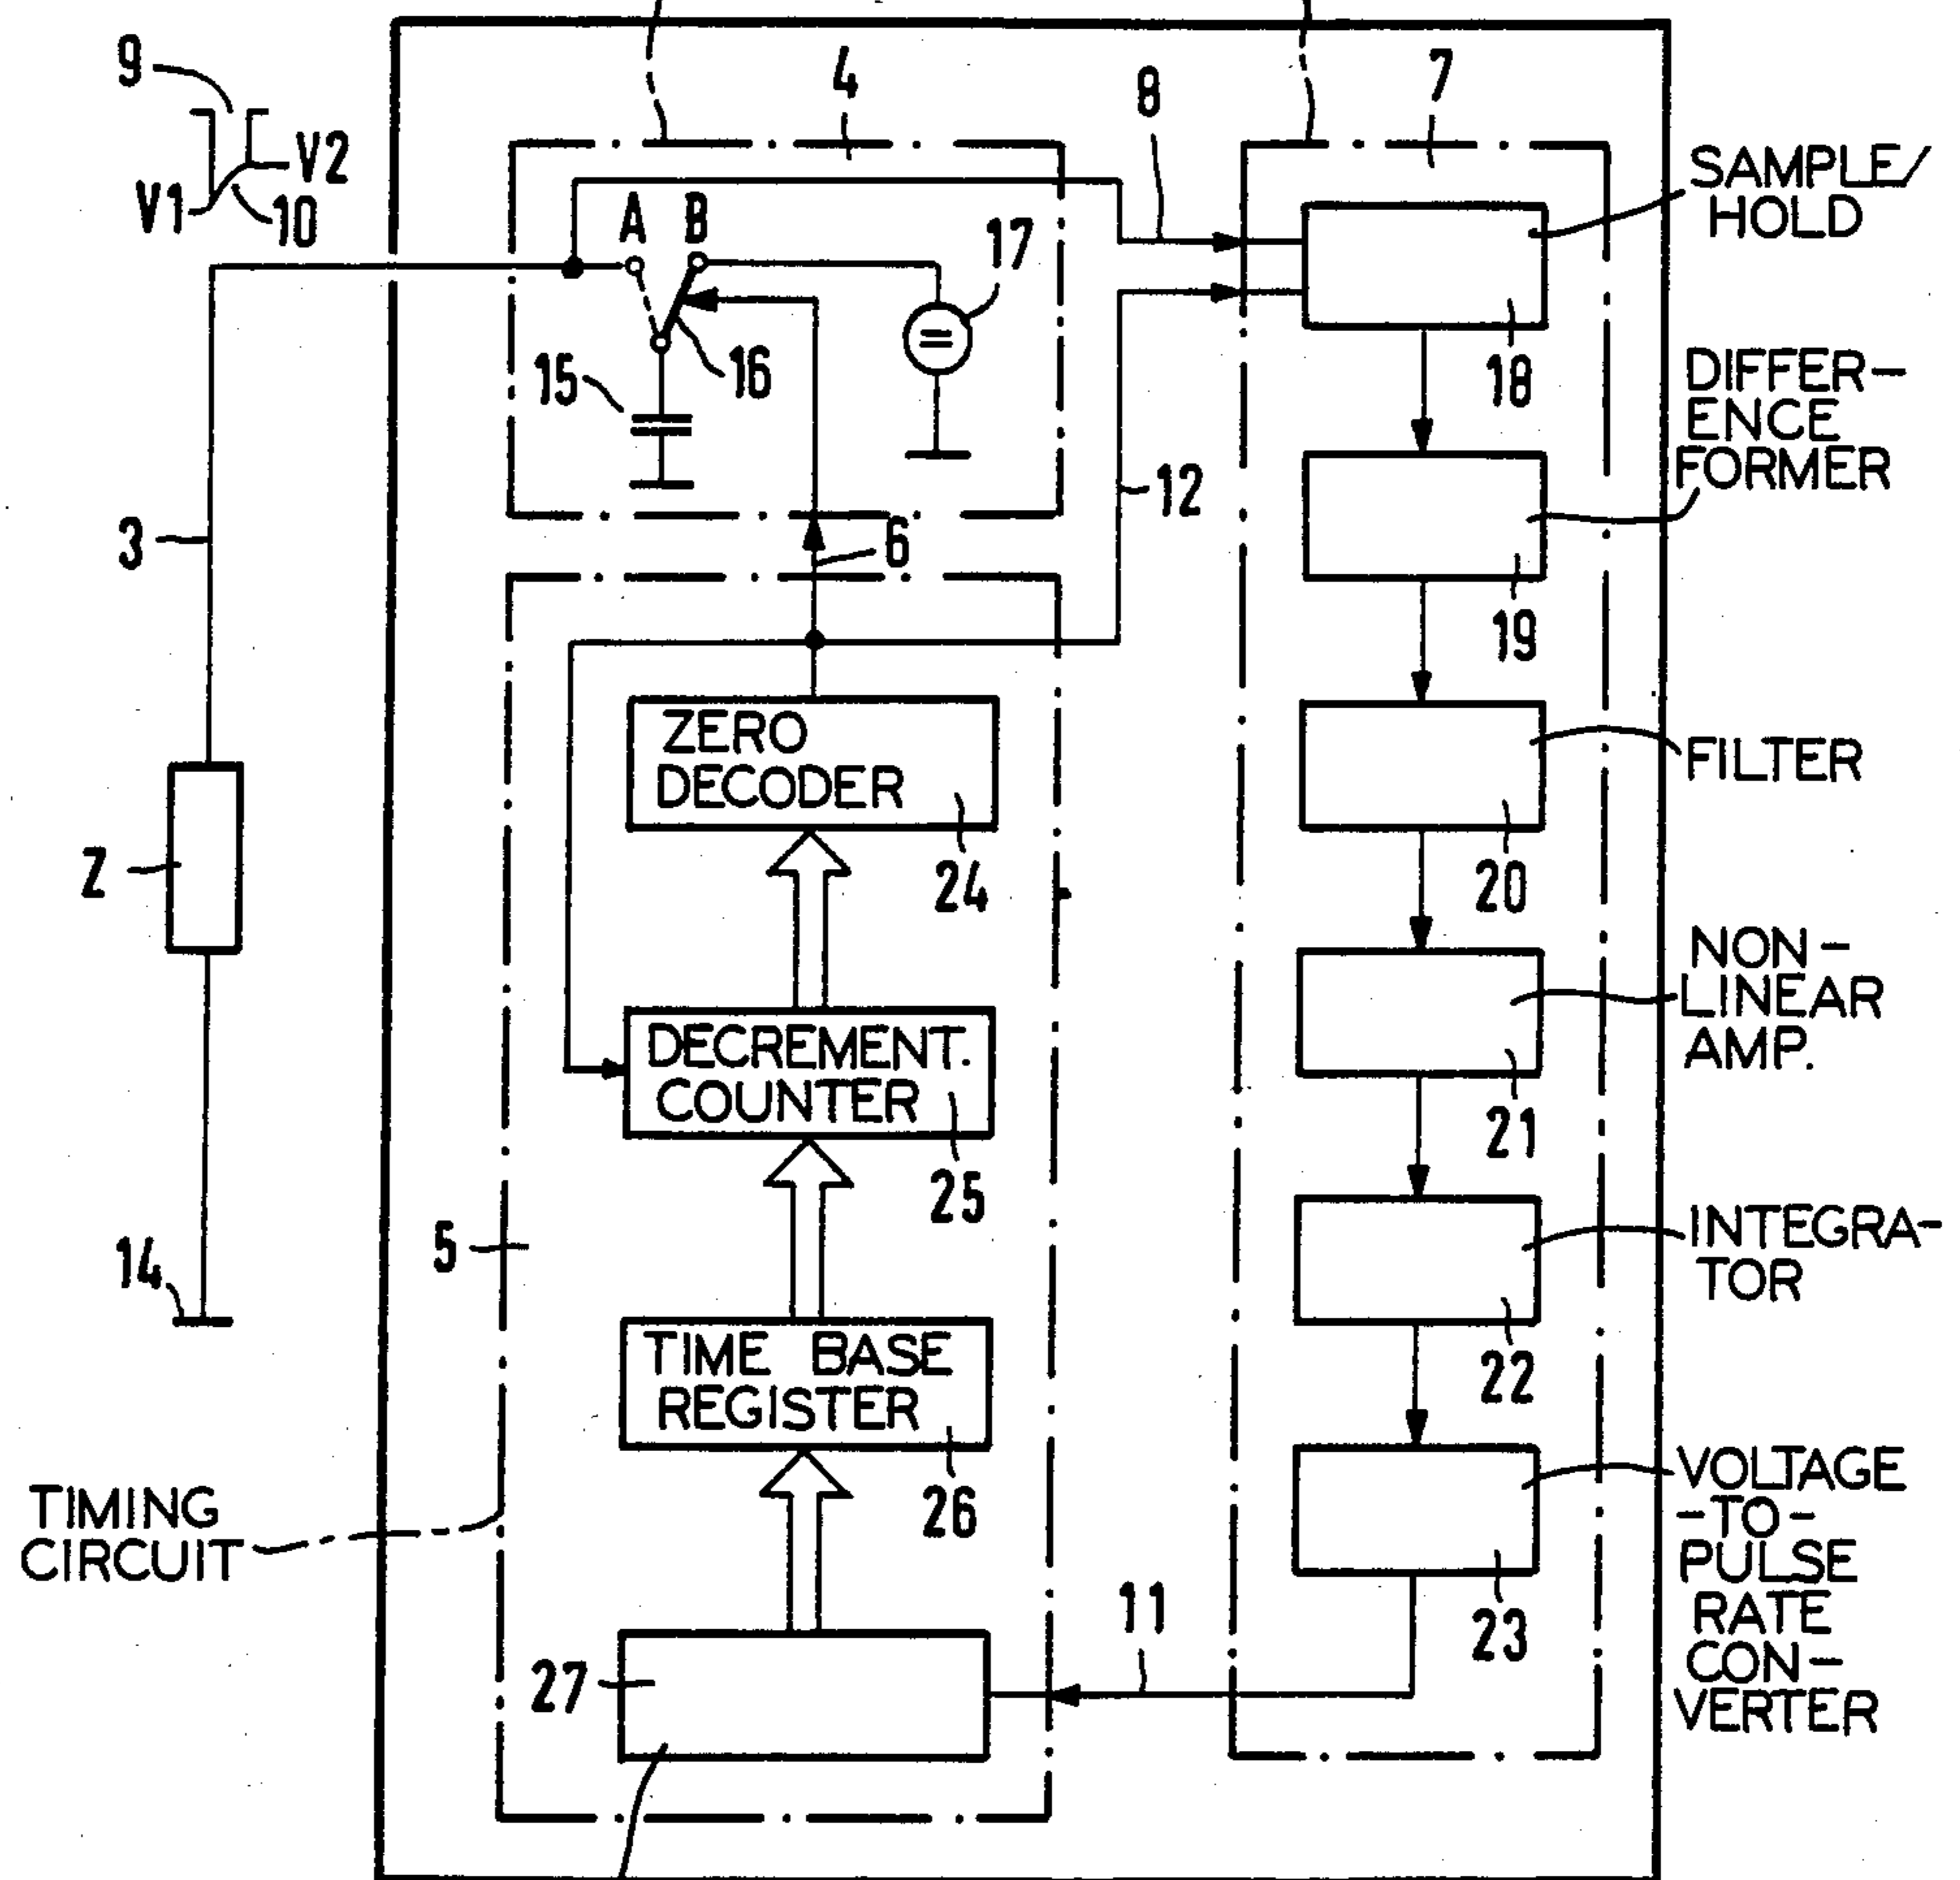 9
V1
10
V2
4
8
7
SAMPLE/
HOLD
A
B
17
15
16
18
DIFFER-
ENCE
FORMER
3
6
12
19
ZERO
DECODER
24
FILTER
20
2
DECREMENT.
COUNTER
25
NON-
LINEAR
AMP.
21
14
5
INTEGRA-
TOR
22
TIME BASE
REGISTER
26
TIMING
CIRCUIT
VOLTAGE
-TO-
PULSE
RATE
CON-
VERTER
23
27
11